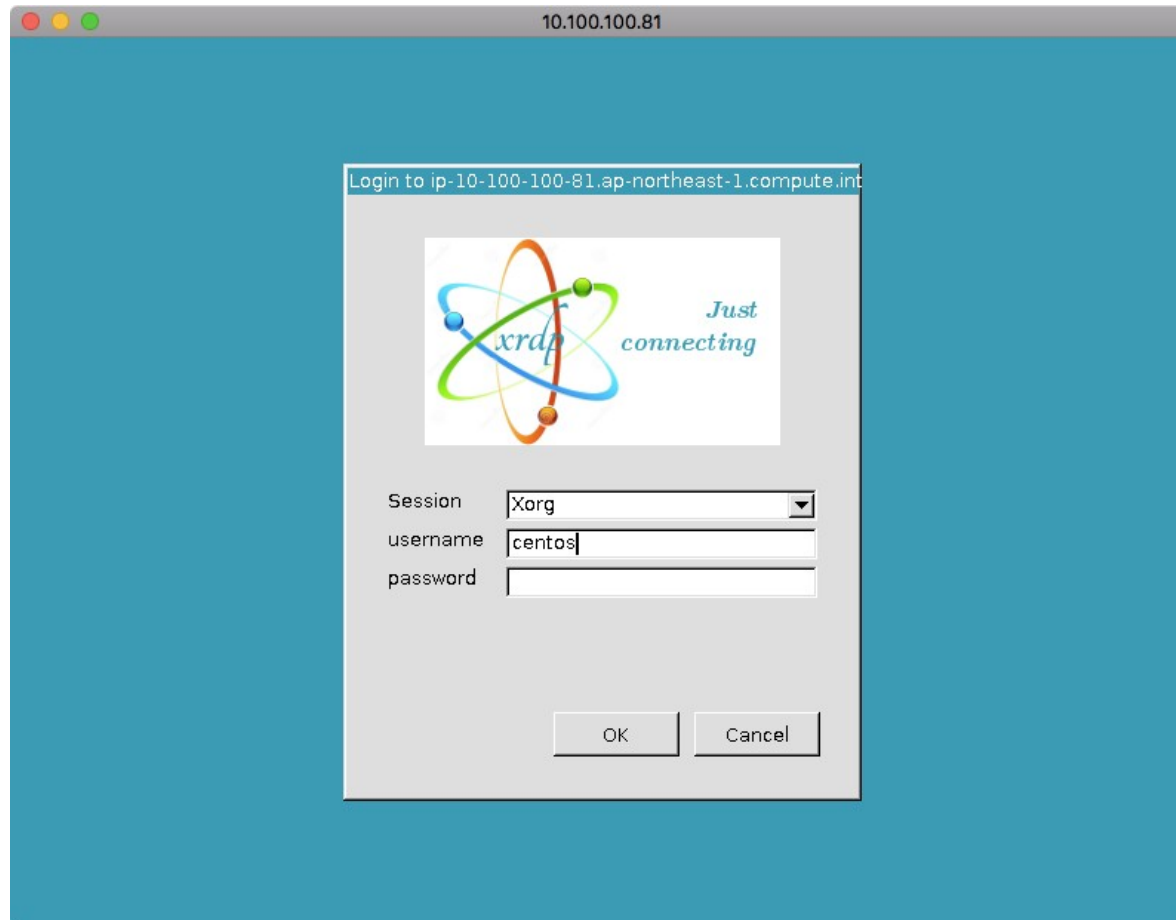 10.100.100.81
Login to ip-10-100-100-81.ap-northeast-1.compute.int
xrdp
Just
connecting
Session
Xorg
username
centos
password
OK
Cancel